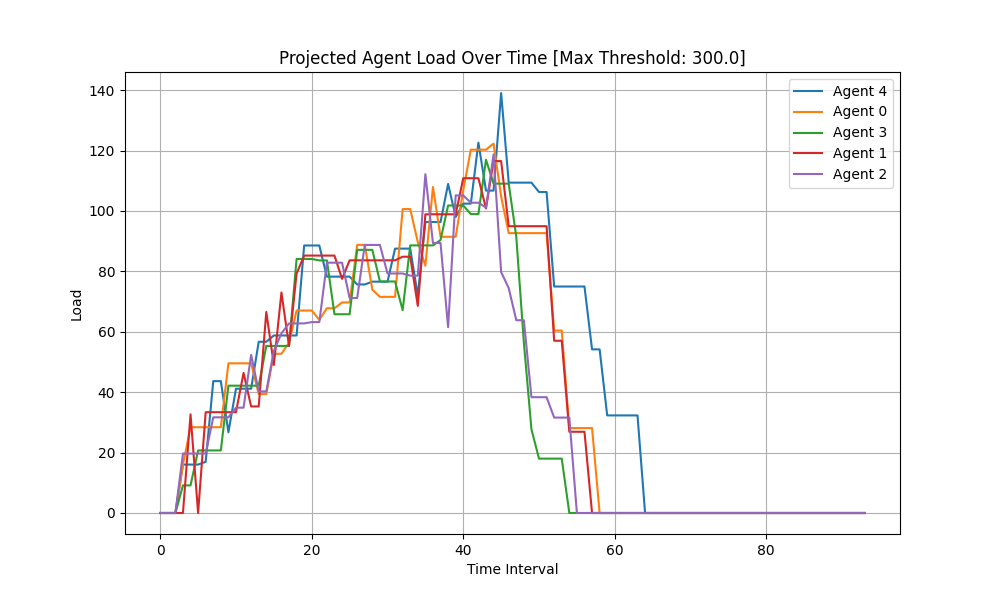 Projected Agent Load Over Time [Max Threshold: 300.0]
Load
140
120
100
80
60
40
20
0
Agent 4
Agent 0
Agent 3
Agent 1
Agent 2
0 20 40 60 80
Time Interval